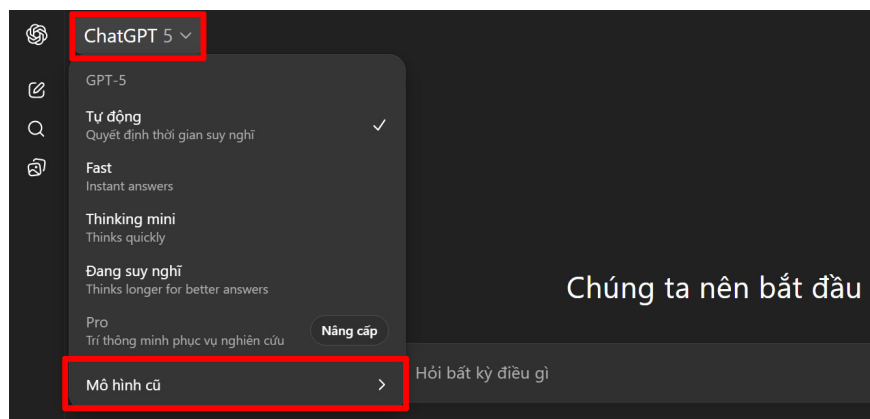 ChatGPT 5
GPT-5
Tự động
Quyết định thời gian suy nghĩ
Fast
Instant answers
Thinking mini
Thinks quickly
Đang suy nghĩ
Thinks longer for better answers
Pro
Trí thông minh phục vụ nghiên cứu
Nâng cấp
Mô hình cũ
Chúng ta nên bắt đầu
Hỏi bất kỳ điều gì